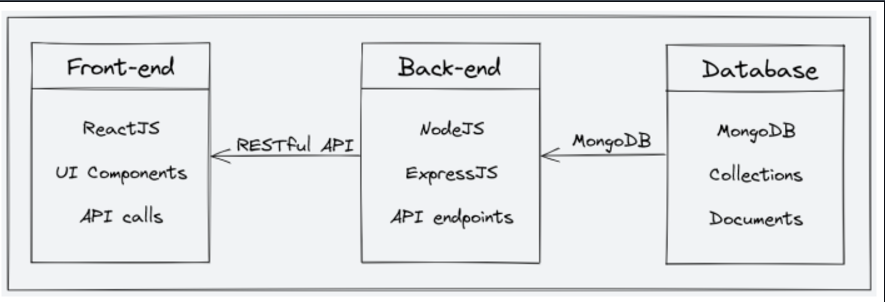 Front-end
ReactJS
UI Components
API calls
RESTful API
Back-end
NodeJS
ExpressJS
API endpoints
MongoDB
Database
MongoDB
Collections
Documents